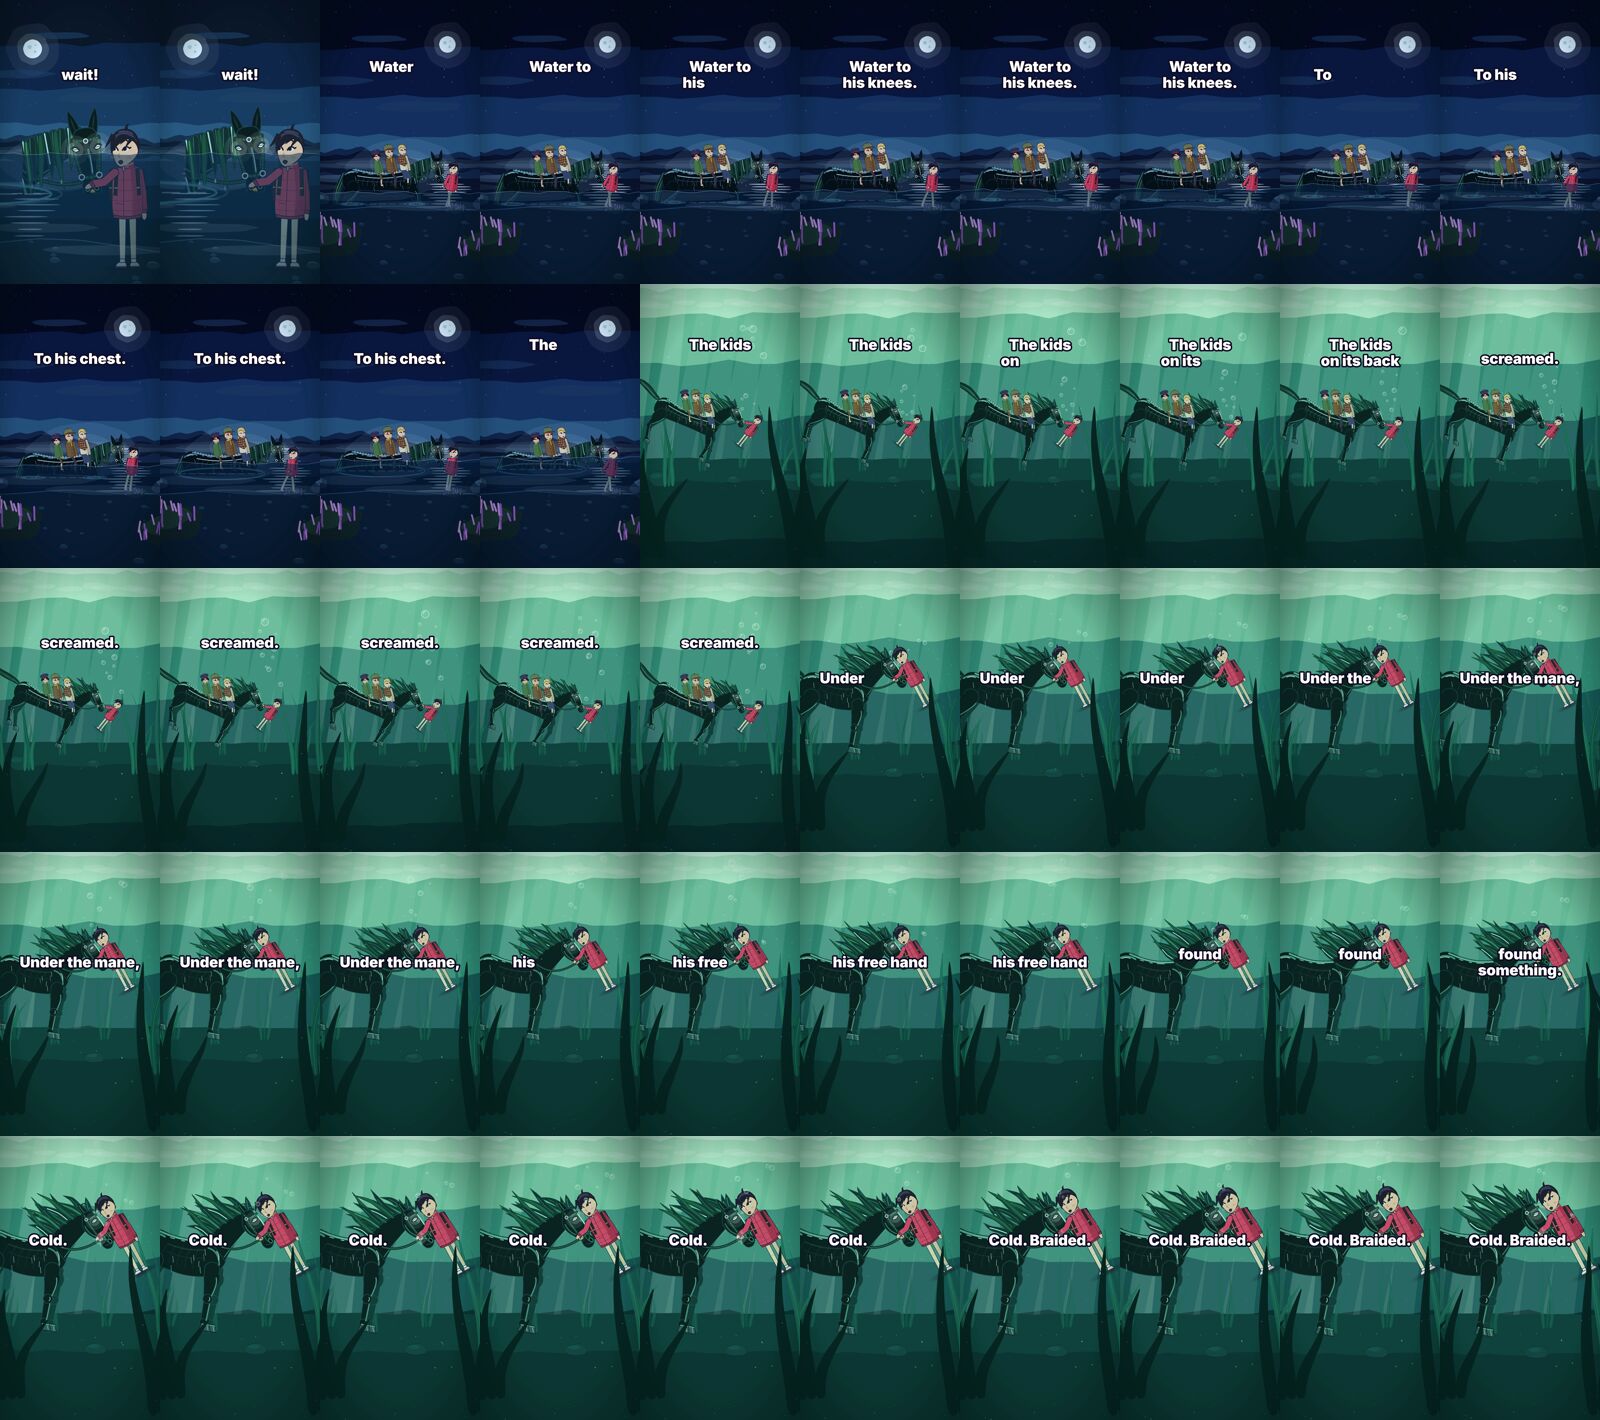 wait!
wait!
Water
Water to
Water to
his
Water to
his knees.
Water to
his knees.
Water to
his knees.
To
To his
To his chest.
To his chest.
To his chest.
The
The kids
The kids
The kids
on
The kids
on its
The kids
on its back
screamed.
screamed.
screamed.
screamed.
screamed.
screamed.
Under
Under
Under
Under the
Under the mane,
Under the mane,
Under the mane,
Under the mane,
his
his free
his free hand
his free hand
found
found
found
something.
Cold.
Cold.
Cold.
Cold.
Cold.
Cold.
Cold. Braided.
Cold. Braided.
Cold. Braided.
Cold. Braided.